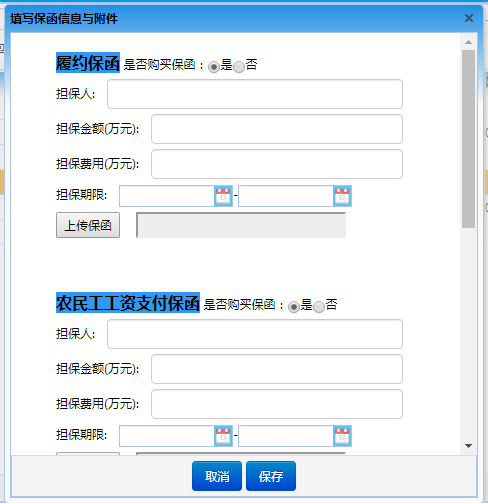 填写保函信息与附件
履约保函 是否购买保函：是否
担保人:
担保金额(万元):
担保费用(万元):
担保期限: -
上传保函
农民工工资支付保函 是否购买保函：是否
担保人:
担保金额(万元):
担保费用(万元):
担保期限: -
取消 保存